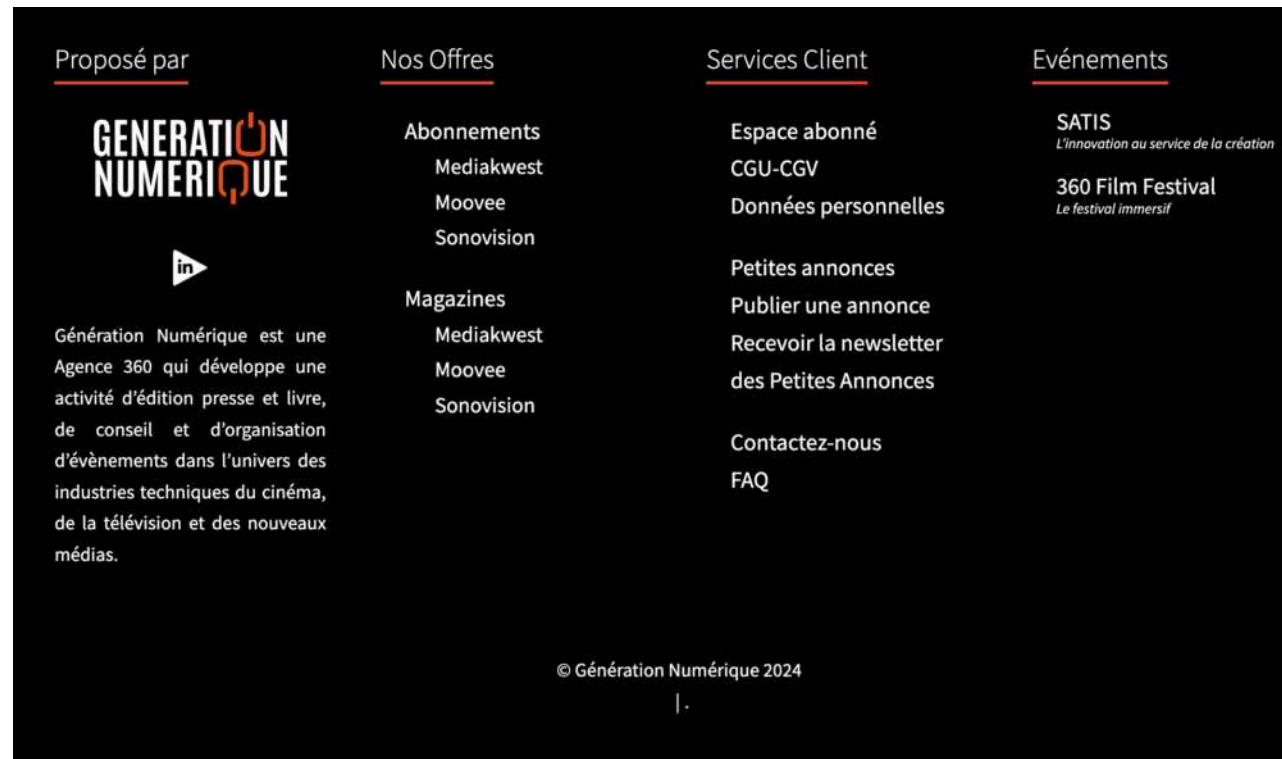 Proposé par
GENERATION
NUMERIQUE
in
Génération Numérique est une
Agence 360 qui développe une
activité d'édition presse et livre,
de conseil et d'organisation
d'évènements dans l'univers des
industries techniques du cinéma,
de la télévision et des nouveaux
médias.
Nos Offres
Abonnements
Mediakwest
Moovee
Sonovision
Magazines
Mediakwest
Moovee
Sonovision
Services Client
Espace abonné
CGU-CGV
Données personnelles
Petites annonces
Publier une annonce
Recevoir la newsletter
des Petites Annonces
Contactez-nous
FAQ
Evénements
SATIS
L'innovation au service de la création
360 Film Festival
Le festival immersif
© Génération Numérique 2024
| .